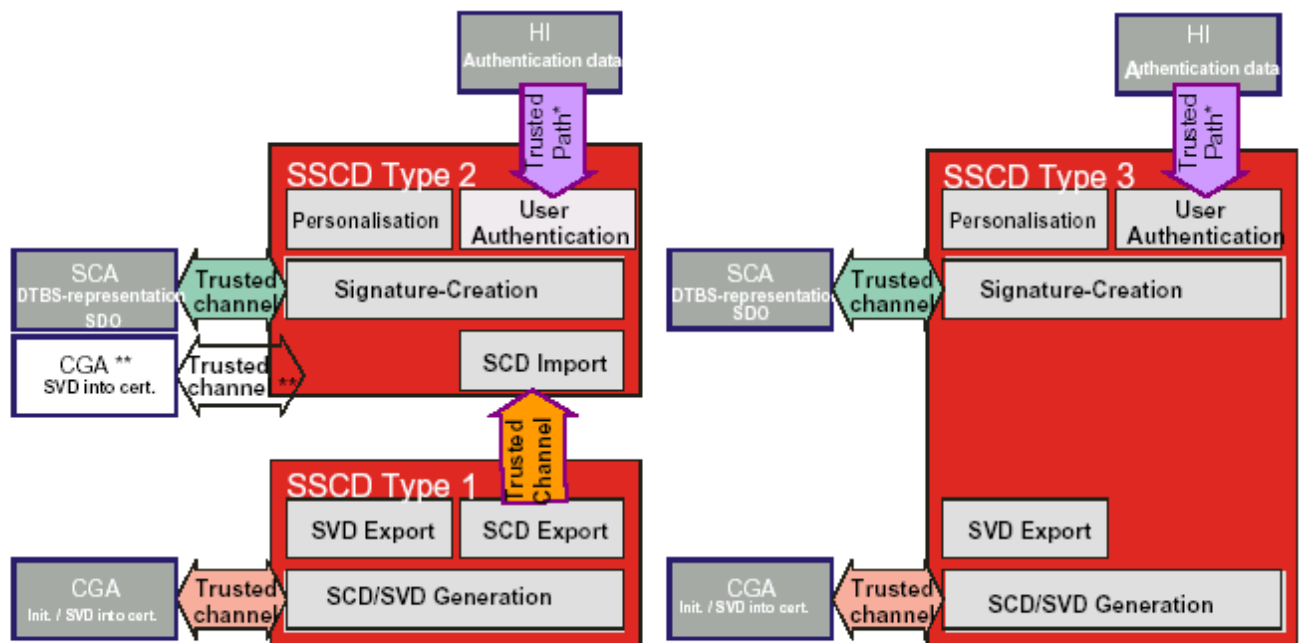 HI
Authentication data
Trusted
Path*
SSCD Type 2
Personalisation
User
Authentication
SCA
DTBS-representation
SDO
Trusted
channel
Signature-Creation
CGA **
SVD into cert.
Trusted
channel **
SCD Import
Trusted
Channel
SSCD Type 1
SVD Export
SCD Export
CGA
Init. / SVD into cert.
Trusted
channel
SCD/SVD Generation
HI
Authentication data
Trusted
Path*
SSCD Type 3
Personalisation
User
Authentication
SCA
DTBS-representation
SDO
Trusted
channel
Signature-Creation
SVD Export
CGA
Init. / SVD into cert.
Trusted
channel
SCD/SVD Generation